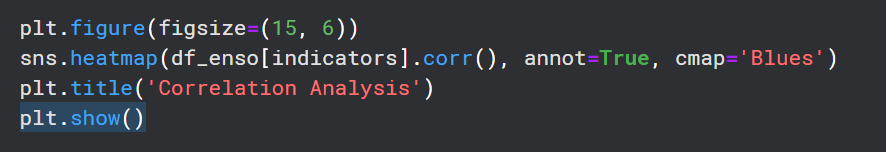 plt.figure(figsize=(15, 6))
sns.heatmap(df_enso[indicators].corr(), annot=True, cmap='Blues')
plt.title('Correlation Analysis')
plt.show()